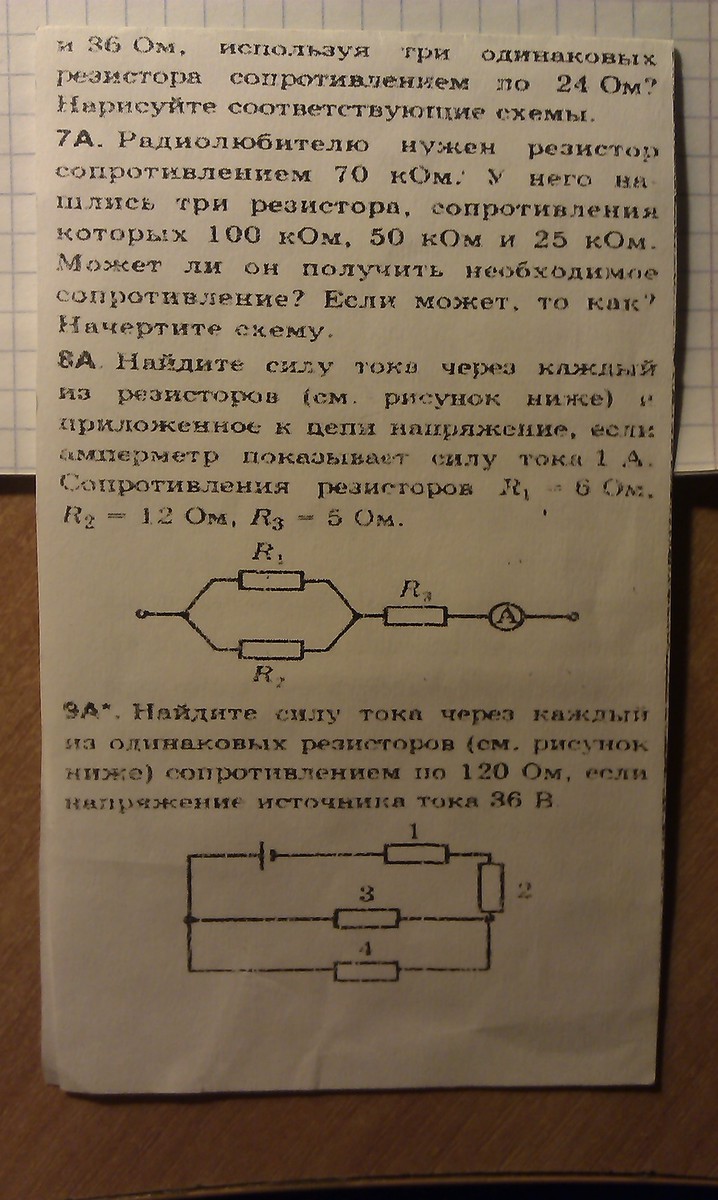 и 36 Ом, используя три одинаковых
резистора сопротивлением по 24 Ом?
Нарисуйте соответствующие схемы.
7А. Радиолюбителю нужен резистор
сопротивлением 70 кОм. У него на
шлись три резистора, сопротивления
которых 100 кОм, 50 кОм и 25 кОм.
Может ли он получить необходимое
сопротивление? Если может, то как?
Начертите схему.
8А. Найдите силу тока через каждый
из резисторов (см. рисунок ниже) и
приложенное к цепи напряжение, если
амперметр показывает силу тока 1 А.
Сопротивления резисторов R₁ = 6 Ом,
R₂ = 12 Ом, R₃ = 5 Ом.
R₁
R₃
А
R₂
9А*. Найдите силу тока через каждый
из одинаковых резисторов (см. рисунок
ниже) сопротивлением по 120 Ом, если
напряжение источника тока 36 В
1
2
3
4